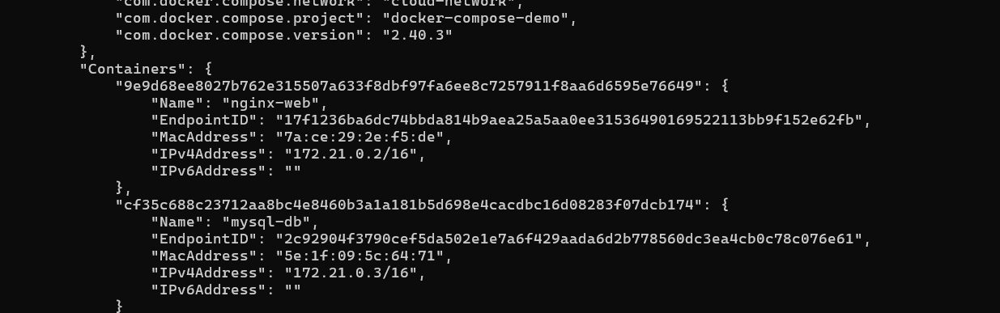 "com.docker.compose.network": "cloud-network",
"com.docker.compose.project": "docker-compose-demo",
"com.docker.compose.version": "2.40.3"
},
"Containers": {
"9e9d68ee8027b762e315507a633f8dbf97fa6ee8c7257911f8aa6d6595e76649": {
"Name": "nginx-web",
"EndpointID": "17f1236ba6dc74bbda814b9aea25a5aa0ee31536490169522113bb9f152e62fb",
"MacAddress": "7a:ce:29:2e:f5:de",
"IPv4Address": "172.21.0.2/16",
"IPv6Address": ""
},
"cf35c688c23712aa8bc4e8460b3a1a181b5d698e4cacdbc16d08283f07dcb174": {
"Name": "mysql-db",
"EndpointID": "2c92904f3790cef5da502e1e7a6f429aada6d2b778560dc3ea4cb0c78c076e61",
"MacAddress": "5e:1f:09:5c:64:71",
"IPv4Address": "172.21.0.3/16",
"IPv6Address": ""
}